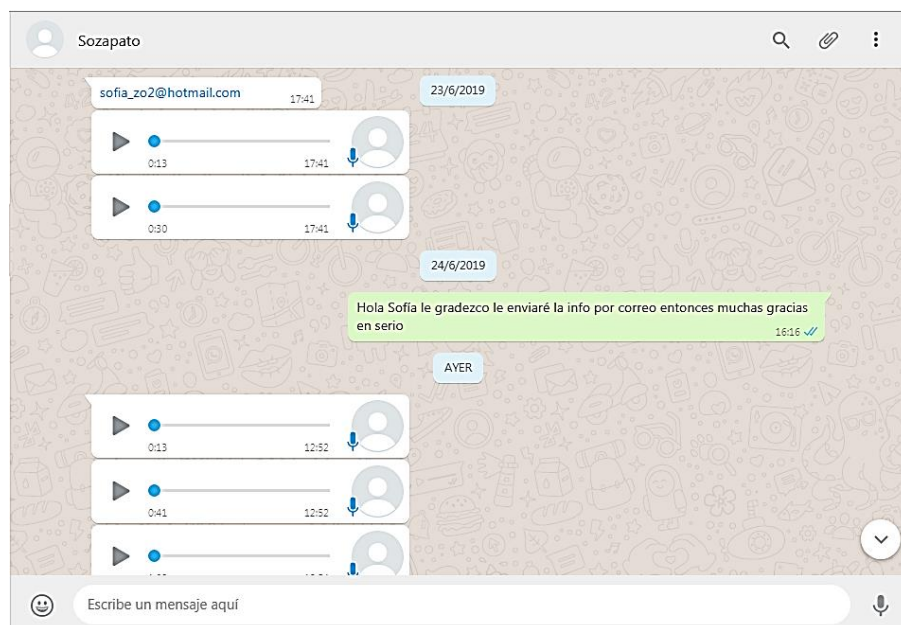 Sozapato
sofia_zo2@hotmail.com 17:41
23/6/2019
0:13 17:41
0:30 17:41
24/6/2019
Hola Sofía le gradezco le enviaré la info por correo entonces muchas gracias
en serio
16:16
AYER
0:13 12:52
0:41 12:52
Escribe un mensaje aquí